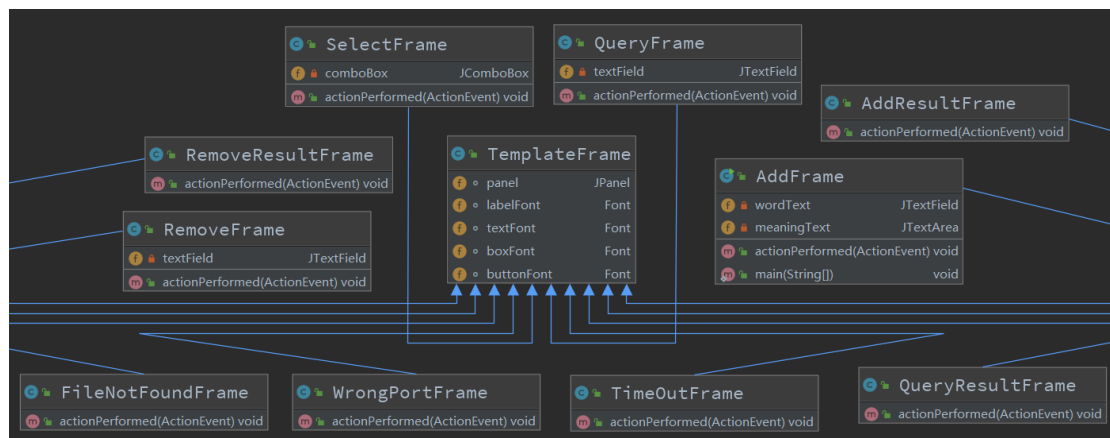 SelectFrame
comboBox JComboBox
actionPerformed(ActionEvent) void
QueryFrame
textField JTextField
actionPerformed(ActionEvent) void
AddResultFrame
actionPerformed(ActionEvent) void
RemoveResultFrame
actionPerformed(ActionEvent) void
TemplateFrame
panel JPanel
labelFont Font
textFont Font
boxFont Font
buttonFont Font
AddFrame
wordText JTextField
meaningText JTextArea
actionPerformed(ActionEvent) void
main(String[]) void
RemoveFrame
textField JTextField
actionPerformed(ActionEvent) void
FileNotFoundFrame
actionPerformed(ActionEvent) void
WrongPortFrame
actionPerformed(ActionEvent) void
TimeOutFrame
actionPerformed(ActionEvent) void
QueryResultFrame
actionPerformed(ActionEvent) void